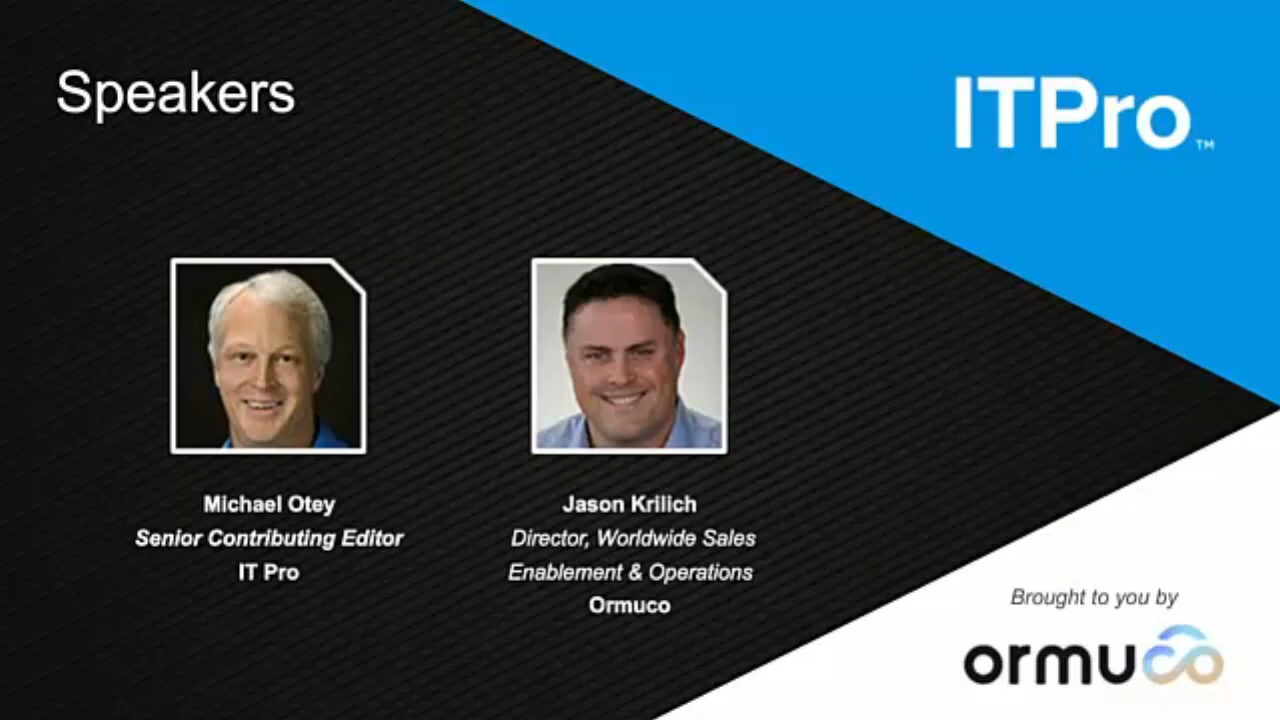 Speakers
ITPro™
Michael Otey
Senior Contributing Editor
IT Pro
Jason Krilich
Director, Worldwide Sales
Enablement & Operations
Ormuco
Brought to you by
ormuco